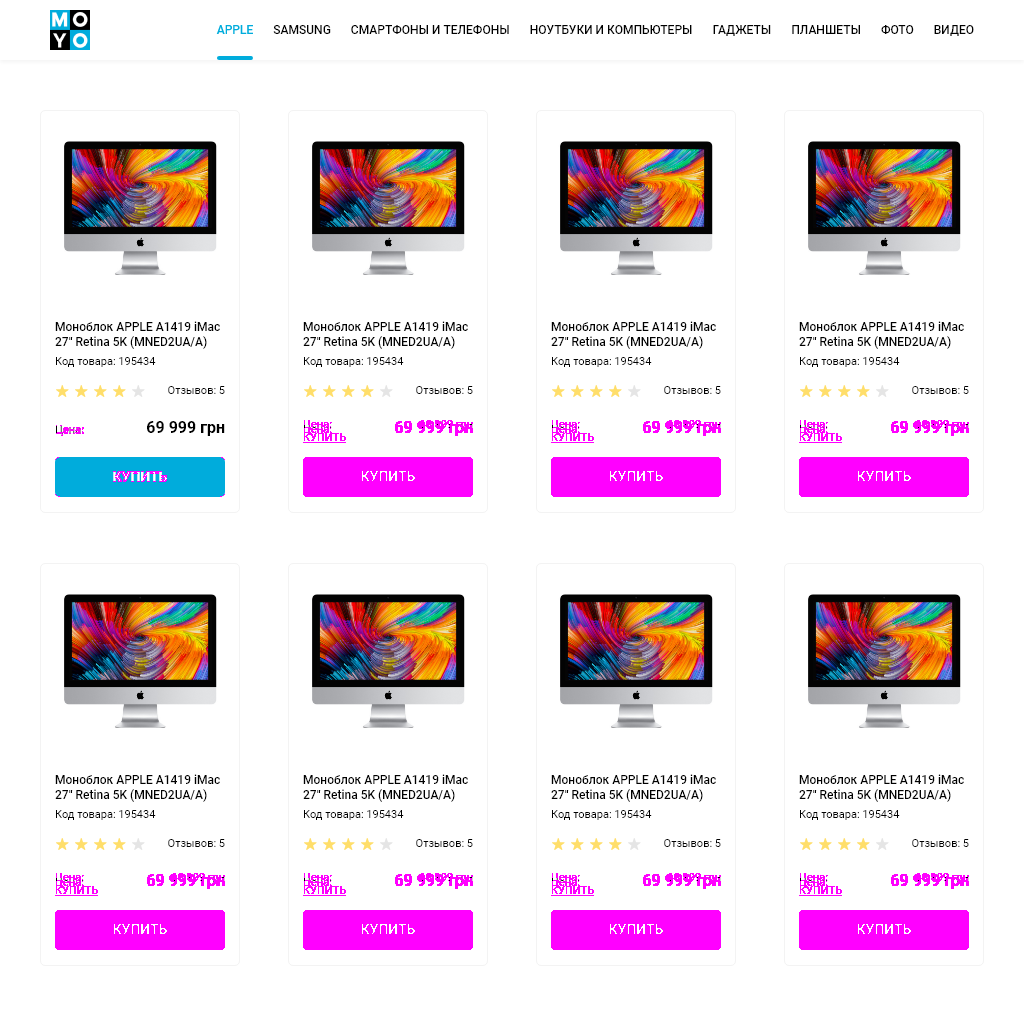 MOYO
APPLE SAMSUNG СМАРТФОНЫ И ТЕЛЕФОНЫ НОУТБУКИ И КОМПЬЮТЕРЫ ГАДЖЕТЫ ПЛАНШЕТЫ ФОТО ВИДЕО
Моноблок APPLE A1419 iMac
27" Retina 5K (MNED2UA/A)
Код товара: 195434
Отзывов: 5
Цена: 69 999 грн
КУПИТЬ
Моноблок APPLE A1419 iMac
27" Retina 5K (MNED2UA/A)
Код товара: 195434
Отзывов: 5
Цена: 69 999 грн
КУПИТЬ
КУПИТЬ
Моноблок APPLE A1419 iMac
27" Retina 5K (MNED2UA/A)
Код товара: 195434
Отзывов: 5
Цена: 69 999 грн
КУПИТЬ
КУПИТЬ
Моноблок APPLE A1419 iMac
27" Retina 5K (MNED2UA/A)
Код товара: 195434
Отзывов: 5
Цена: 69 999 грн
КУПИТЬ
КУПИТЬ
Моноблок APPLE A1419 iMac
27" Retina 5K (MNED2UA/A)
Код товара: 195434
Отзывов: 5
Цена: 69 999 грн
КУПИТЬ
КУПИТЬ
Моноблок APPLE A1419 iMac
27" Retina 5K (MNED2UA/A)
Код товара: 195434
Отзывов: 5
Цена: 69 999 грн
КУПИТЬ
КУПИТЬ
Моноблок APPLE A1419 iMac
27" Retina 5K (MNED2UA/A)
Код товара: 195434
Отзывов: 5
Цена: 69 999 грн
КУПИТЬ
КУПИТЬ
Моноблок APPLE A1419 iMac
27" Retina 5K (MNED2UA/A)
Код товара: 195434
Отзывов: 5
Цена: 69 999 грн
КУПИТЬ
КУПИТЬ